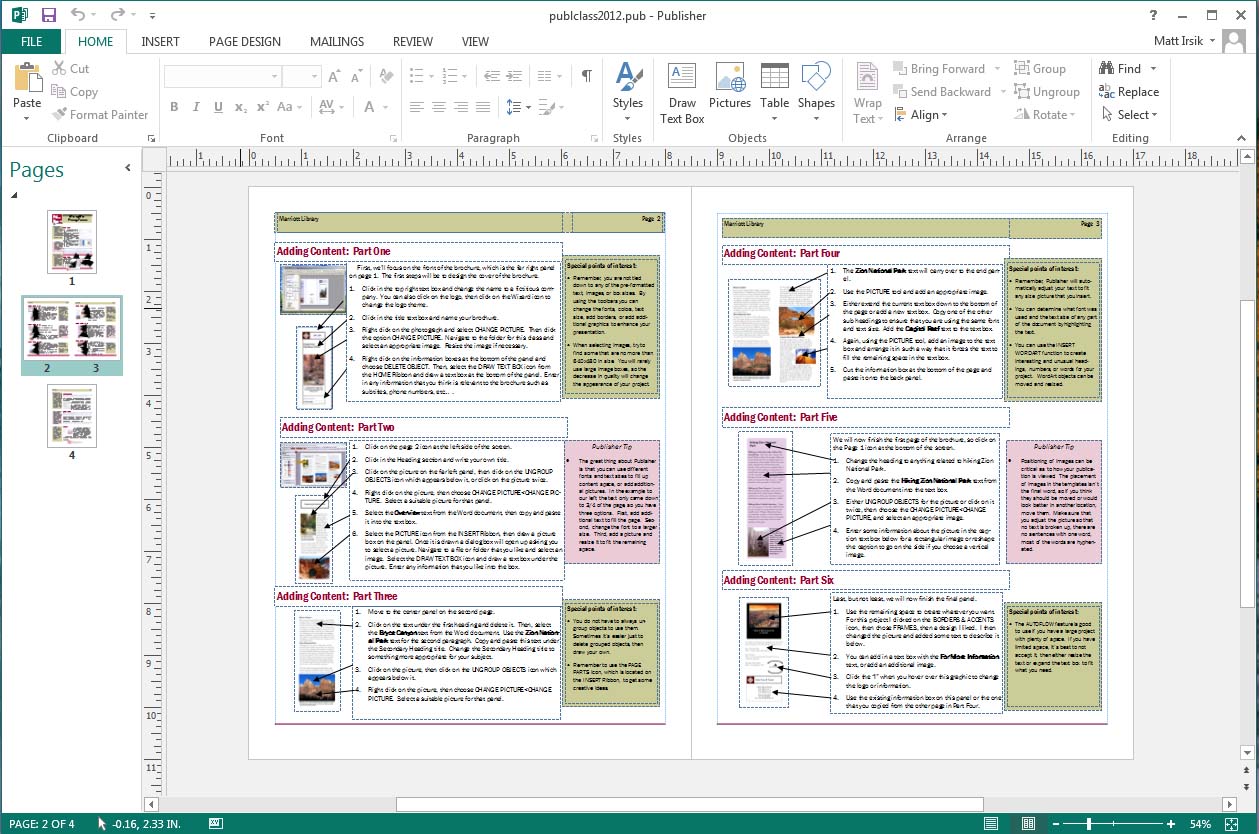 publclass2012.pub - Publisher
?
FILE
HOME
INSERT
PAGE DESIGN
MAILINGS
REVIEW
VIEW
Matt Irsik
Paste
Cut
Copy
Format Painter
Clipboard
Font
Paragraph
Styles
Styles
Draw
Text Box
Pictures
Table
Shapes
Objects
Wrap
Text
Bring Forward
Send Backward
Align
Group
Ungroup
Rotate
Arrange
Find
Replace
Select
Editing
Pages
1
2 3
4
Marriott Library
Page 2
Adding Content: Part One
First, we'll focus on the front of the brochure, which is the far right panel
on page 1. The first steps will be to design the cover of the brochure.
1. Click in the top right text box and change the name to a fictitious com-
pany. You can also click on the logo, then click on the Wizard icon to
change the logo theme.
2. Click in the title text box and name your brochure.
3. Right click on the photograph and select CHANGE PICTURE. Then click
the option CHANGE PICTURE. Navigate to folder for this class and
select an appropriate image. Resize the image if necessary.
4. Right click on the information boxes as the bottom of the panel and
choose DELETE OBJECT. Then, select the DRAW TEXT BOX icon from
the HOME Ribbon and draw a text box at the bottom of the panel. Enter
in any information that you think is relevant to the brochure such as
subtitles, phone numbers, etc...
Special points of interest:
Remember, you are not tied
down to any of the pre-formatted
text, images or box sizes. By
using the toolbars you can
change the fonts, colors, text
size, add borders, or add addi-
tional graphics to enhance your
presentation.
When selecting images, try to
find some that are no more than
640x480 in size. You will rarely
use large image boxes, so the
decrease in quality will change
the appearance of your project.
Adding Content: Part Two
1. Click on the page 2 icon at the left side of the screen.
2. Click in the Heading section and write your own title.
3. Click on the picture on the far left panel, then click on the UNGROUP
OBJECTS icon which appears below it, or click on the picture twice.
4. Right click on the picture, then choose CHANGE PICTURE<CHANGE PIC-
TURE. Select a suitable picture for that panel.
5. Select the Overview text from the Word document, then copy and paste
it into the text box.
6. Select the PICTURE icon from the INSERT Ribbon, then draw a picture
box on the panel. Once it is drawn a dialog box will open up asking you
to select a picture. Navigate to a file or folder that you like and select an
image. Select the DRAW TEXT BOX icon and draw a text box under the
picture. Enter any information that you like into the box.
Publisher Tip
The great thing about Publisher
is that you can use different
fonts and text sizes to fill up
content space, or add addition-
al pictures. In the example to
our left the text only came down
to 3/4 of the page so you have
three options. First, add addi-
tional text to fill the page. Sec-
ond, change the font to a larger
size. Third, add a picture and
resize it to fit the remaining
space.
Adding Content: Part Three
1. Move to the center panel on the second page.
2. Click on the text under the first heading and delete it. Then, select
the Bryce Canyon text from the Word document. Use the Zion Nation-
al Park text for the second paragraph. Copy and paste this text under
the Secondary Heading. Change the Secondary Heading title to
something more appropriate for your subject.
3. Click on the picture, then click on the UNGROUP OBJECTS icon which
appears below it.
4. Right click on the picture, then choose CHANGE PICTURE<CHANGE
PICTURE. Select a suitable picture for that panel.
Special points of interest:
You do not have to always un-
group objects to use them.
Sometimes it's easier just to
delete grouped objects, then
draw your own.
Remember to use the PAGE
PARTS icon, which is located on
the INSERT Ribbon, to get some
creative ideas
Marriott Library
Page 3
Adding Content: Part Four
1. The Zion National Park text will carry over to the end pan-
el.
2. Use the PICTURE tool and add an appropriate image.
3. Either extend the current text box down to the bottom of
the page or add a new text box. Copy one of the other
subheadings to ensure that you are using the same font
and text size. Add the Capitol Reef text to the text box.
4. Again, using the PICTURE tool, add an image to the text
box and arrange it in such a way that it forces the text to
fill the remaining space in the text box.
5. Cut the information box as the bottom of the page and
paste it onto the back panel.
Special points of interest:
Remember, Publisher will auto-
matically adjust your text to fit
any size picture that you insert.
You can determine what font was
used and the text size of any part
of the document by highlighting
the text.
You can use the INSERT
WORDART function to create
interesting and unusual head-
ings, numbers, or words for your
project. WordArt objects can be
moved and resized.
Adding Content: Part Five
We will now finish the first page of the brochure, so click on
the Page 1 icon at the bottom of the screen.
1. Change the heading to anything related to hiking Zion
National Park.
2. Copy and paste the Hiking Zion National Park text from
the Word document into the text box.
3. Either UNGROUP OBJECTS for the picture or click on it
twice, then choose the CHANGE PICTURE<CHANGE
PICTURE, and select an appropriate image.
4. Enter some information about the picture in the cap-
tion text box below for a rectangular image or reshape
the caption to go on the side if you choose a vertical
image.
Publisher Tip
Positioning of images can be
critical as to how your publica-
tion is viewed. The placement
of images in the templates isn't
the final word, so if you think
they should be moved or would
look better in another location,
move them. Make sure that
you adjust the picture so that
no text is broken up, there are
no sentences with one word,
most of the words are hyphen-
ated.
Adding Content: Part Six
Last, but not least, we will now finish the final panel.
1. Use the remaining space to create whatever you want.
For this project I clicked on the BORDERS & ACCENTS
icon, then chose FRAMES, then a design I liked. I then
changed the picture and added some text to describe it
below.
2. You can add in a text box with the For More Information
text, or add an additional image.
3. Click the "I" when you hover over this graphic to change
the logo or information.
4. Use the existing information box on this panel or the one
that you copied from the other page in Part Four.
Special points of interest:
The AUTOFLOW feature is good
to use if you have a large project
with plenty of space. If you have
limited space, it's best to not
accept it, then either resize the
text or expand the text box to fit
what you need.
PAGE: 2 OF 4
-0.16, 2.33 IN.
54%